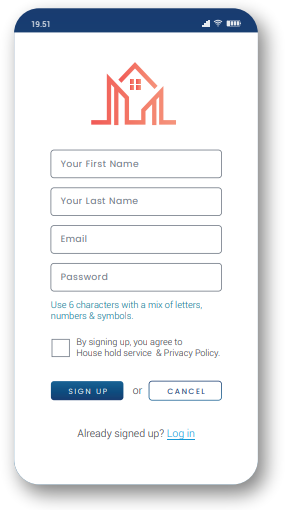 19.51
Your First Name
Your Last Name
Email
Password
Use 6 characters with a mix of letters,
numbers & symbols.
By signing up, you agree to
House hold service & Privacy Policy.
SIGN UP or CANCEL
Already signed up? Log in